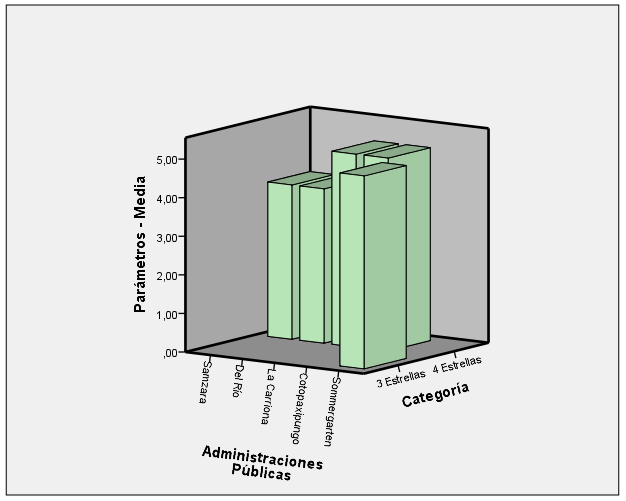 Parámetros - Media
5,00
4,00
3,00
2,00
1,00
,00
Samzara
Del Río
La Carriona
Cotopaxipungo
Sommergarten
Administraciones
Públicas
3 Estrellas
4 Estrellas
Categoría